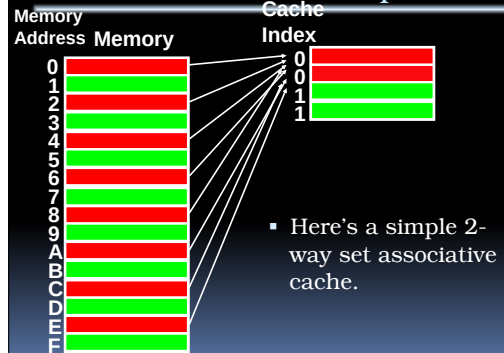 Cache
Memory
Address Memory
Index
0
1
2
3
4
5
6
7
8
9
A
B
C
D
E
F
0
0
1
1
▪ Here's a simple 2-
way set associative
cache.